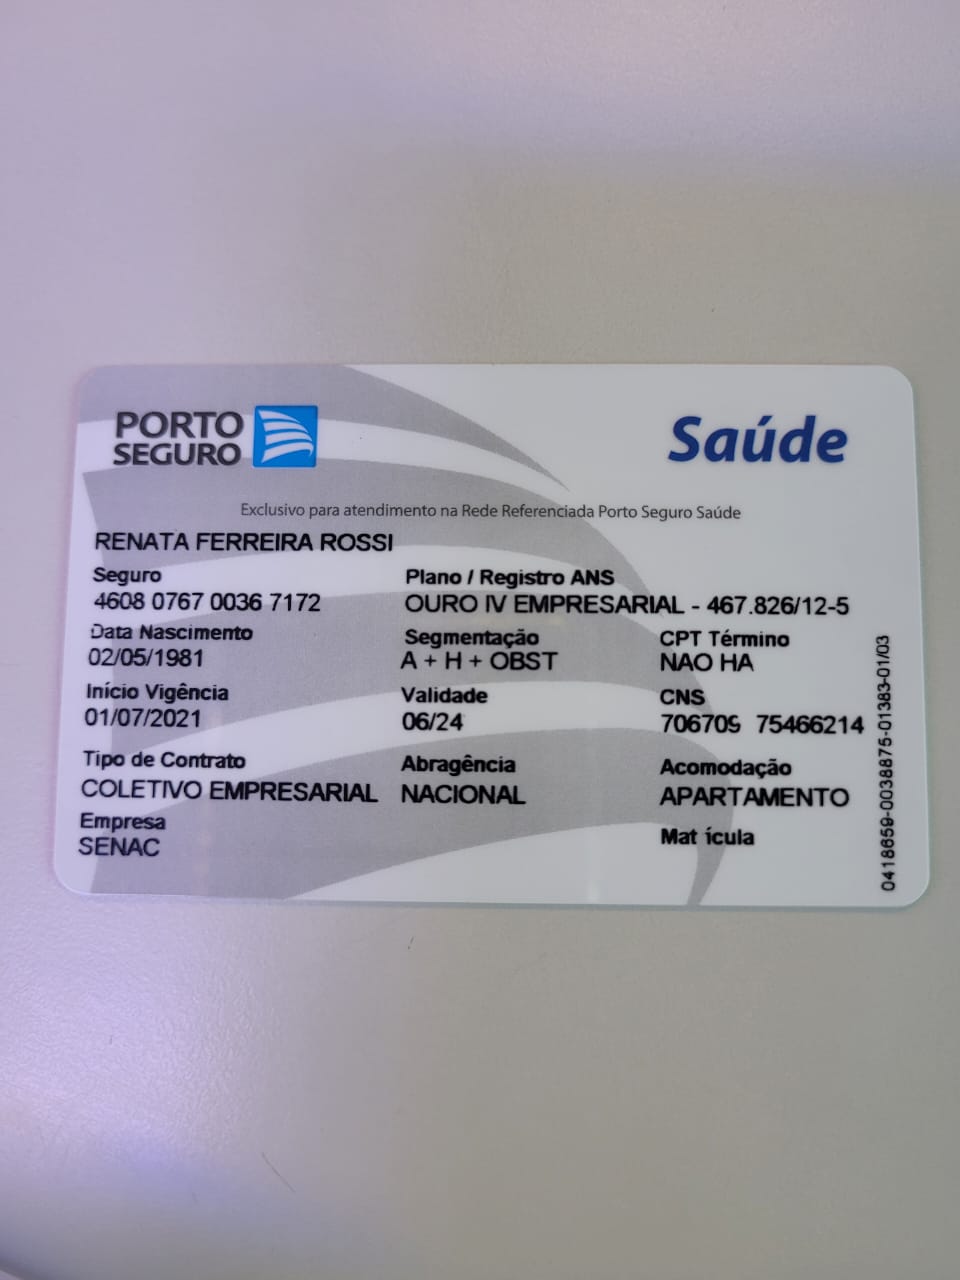 PORTO
SEGURO
Saúde
Exclusivo para atendimento na Rede Referenciada Porto Seguro Saúde
RENATA FERREIRA ROSSI
Seguro Plano / Registro ANS
4608 0767 0036 7172 OURO IV EMPRESARIAL - 467.826/12-5
Data Nascimento Segmentação CPT Término
02/05/1981 A + H + OBST NAO HA
Início Vigência Validade CNS
01/07/2021 06/24 706709 75466214
Tipo de Contrato Abragência Acomodação
COLETIVO EMPRESARIAL NACIONAL APARTAMENTO
Empresa Mat ícula
SENAC
0418659-0038875-01383-01/03